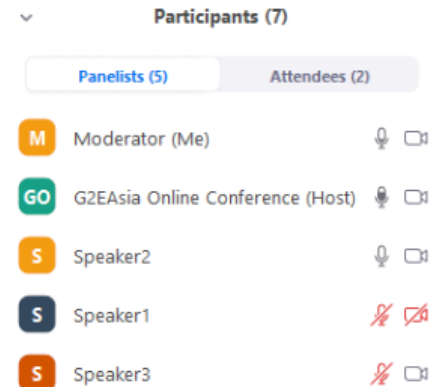 Participants (7)
Panelists (5) Attendees (2)
M Moderator (Me)
GO G2EAsia Online Conference (Host)
S Speaker2
S Speaker1
S Speaker3